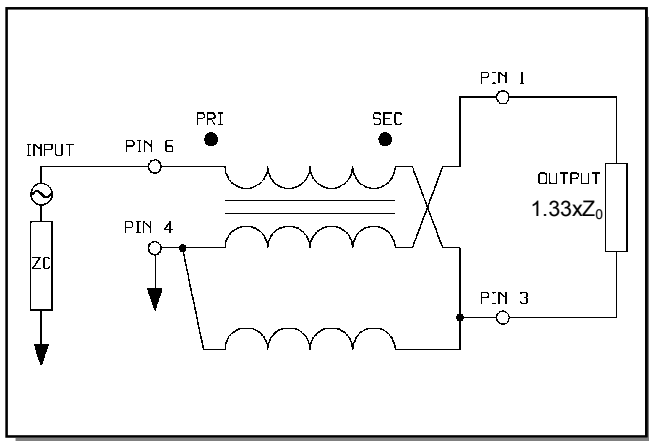 PIN 1
PRI
SEC
INPUT
PIN 6
OUTPUT
1.33xZ0
PIN 4
ZC
PIN 3